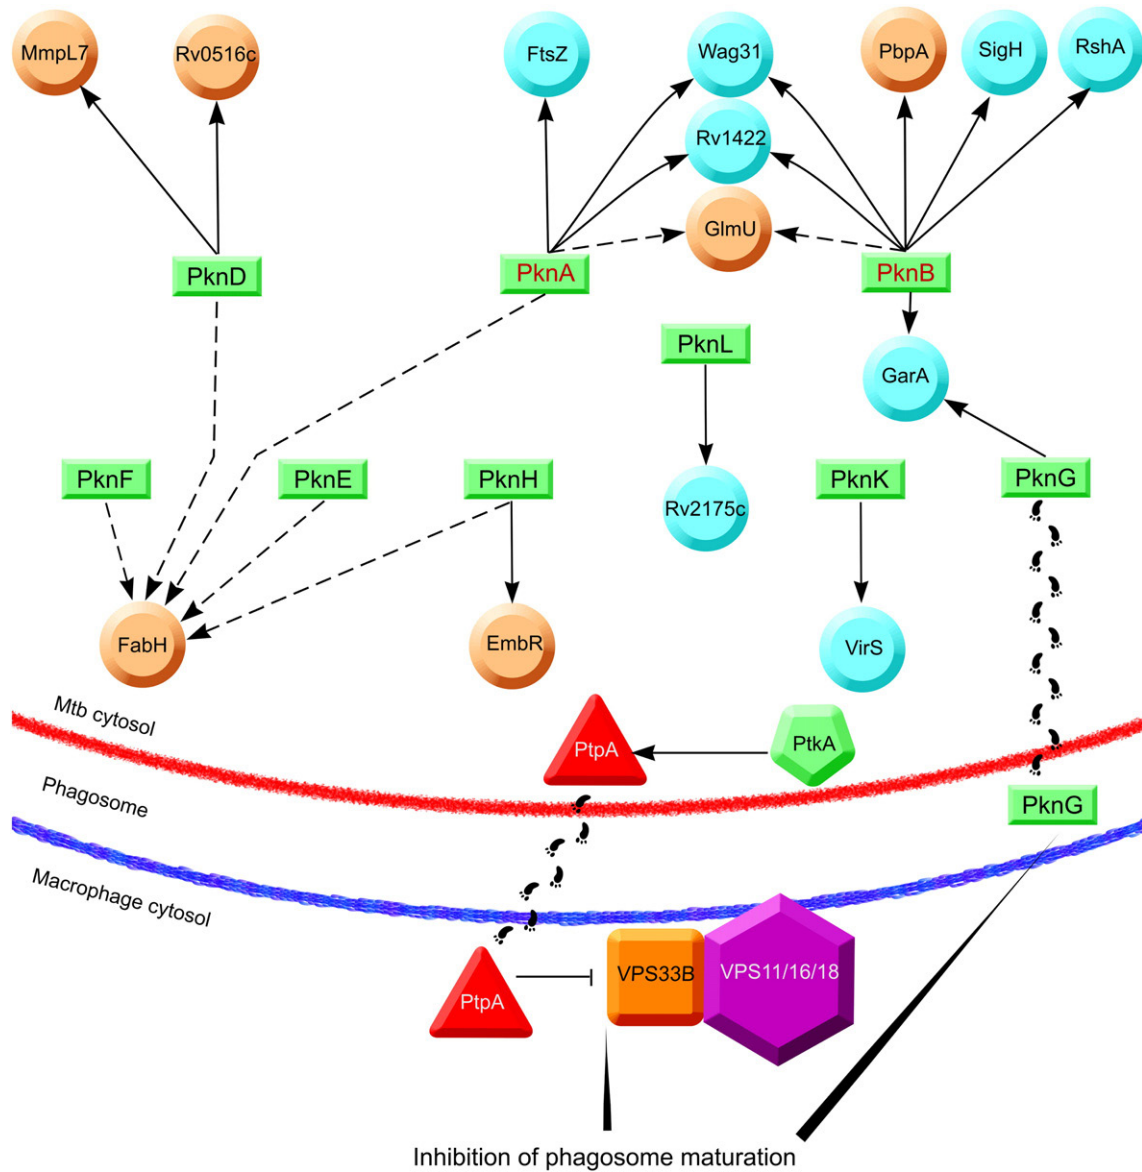 MmpL7
Rv0516c
FtsZ
Wag31
PbpA
SigH
RshA
Rv1422
GlmU
PknD
PknA
PknB
PknL
GarA
PknF
PknE
PknH
PknK
PknG
Rv2175c
FabH
EmbR
VirS
Mtb cytosol
PtpA
PtkA
Phagosome
PknG
Macrophage cytosol
VPS33B
VPS11/16/18
PtpA
Inhibition of phagosome maturation